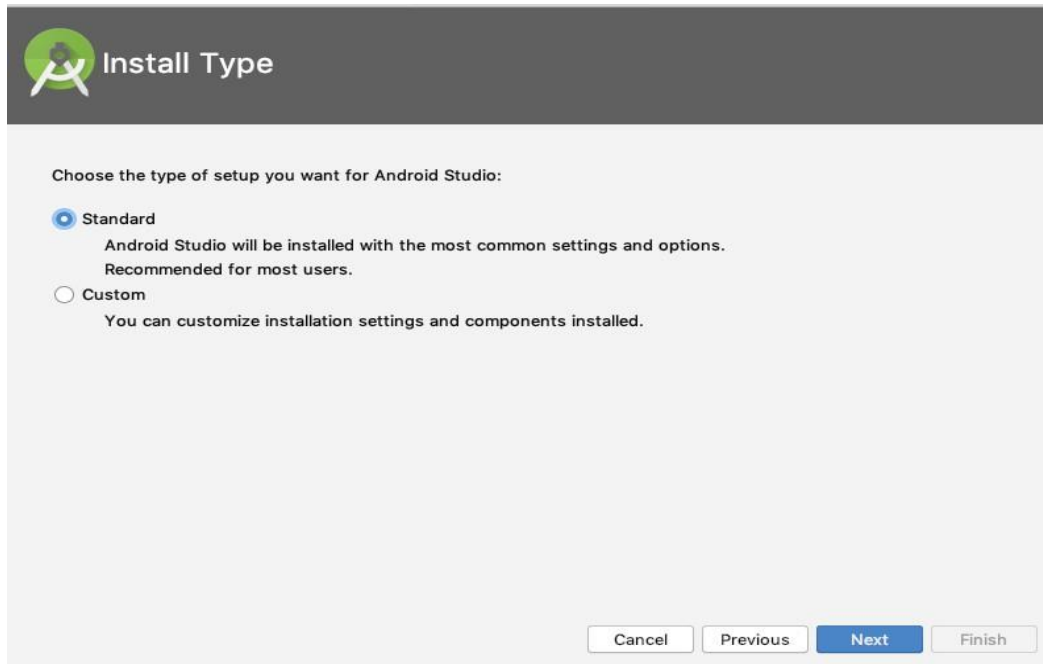 Install Type
Choose the type of setup you want for Android Studio:
Standard
Android Studio will be installed with the most common settings and options.
Recommended for most users.
Custom
You can customize installation settings and components installed.
Cancel Previous Next Finish